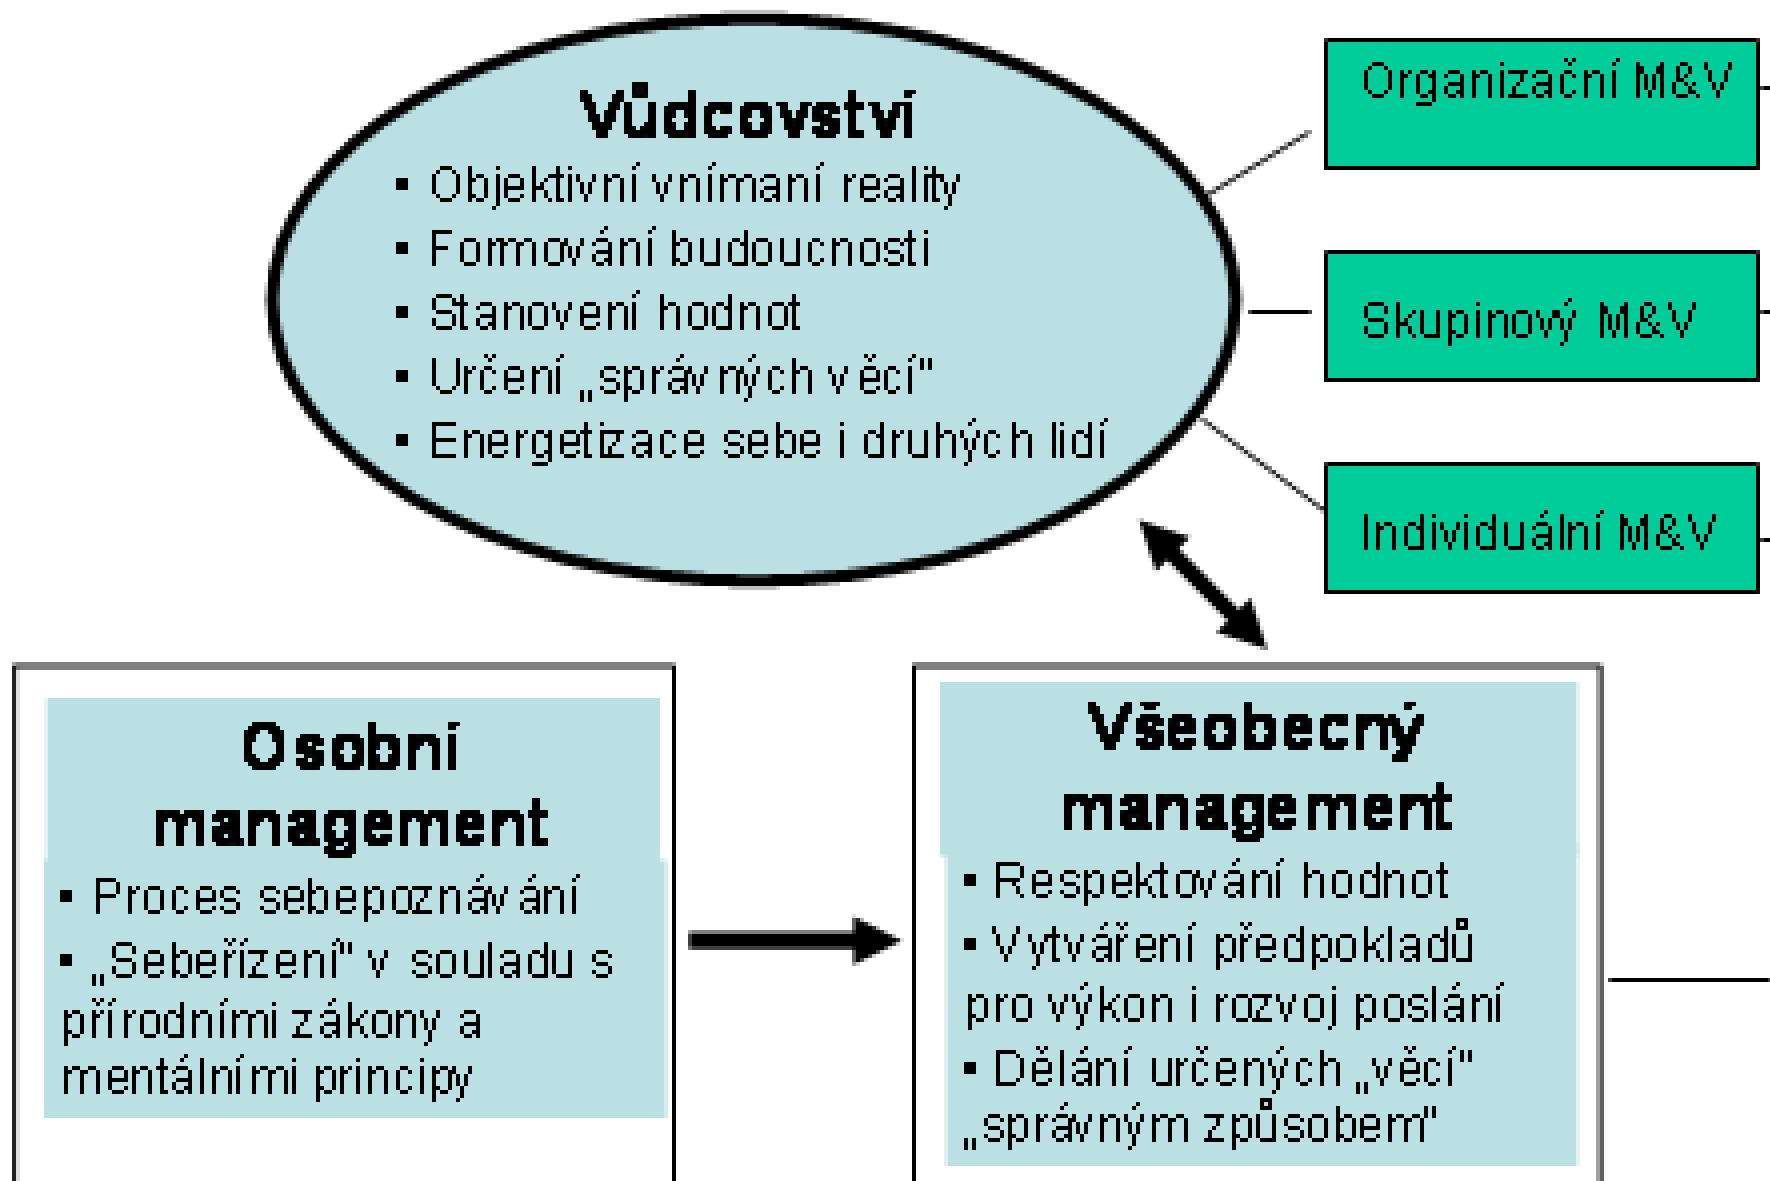 Vůdcovství
▪ Objektivní vnímaní reality
▪ Formování budoucnosti
▪ Stanovení hodnot
▪ Určení „správných věcí"
▪ Energetizace sebe i druhých lidí
Organizační M&V
Skupinový M&V
Individuální M&V
Osobní
management
▪ Proces sebepoznávání
▪ „Sebeřízení" v souladu s
přírodními zákony a
mentálními principy
Všeobecný
management
▪ Respektování hodnot
▪ Vytváření předpokladů
pro výkon i rozvoj poslání
▪ Dělání určených „věcí"
„správným způsobem"